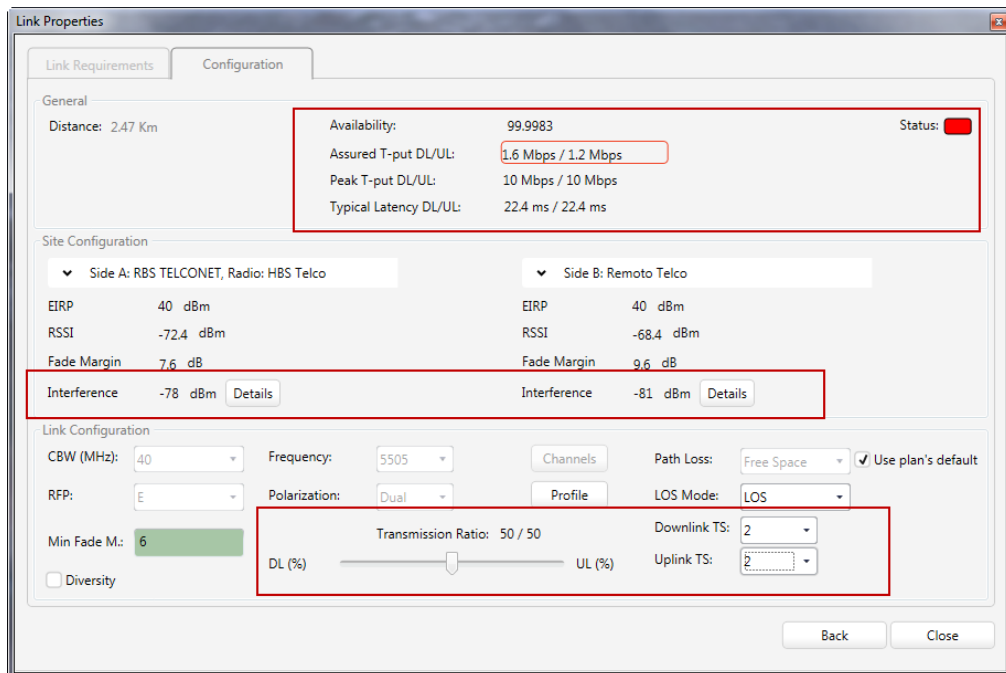 Link Properties
x
Link Requirements Configuration
General
Distance: 2.47 Km
Availability: 99.9983 Status:
Assured T-put DL/UL: 1.6 Mbps / 1.2 Mbps
Peak T-put DL/UL: 10 Mbps / 10 Mbps
Typical Latency DL/UL: 22.4 ms / 22.4 ms
Site Configuration
Side A: RBS TELCONET, Radio: HBS Telco Side B: Remoto Telco
EIRP 40 dBm EIRP 40 dBm
RSSI -72.4 dBm RSSI -68.4 dBm
Fade Margin 7.6 dB Fade Margin 9.6 dB
Interference -78 dBm Details Interference -81 dBm Details
Link Configuration
CBW (MHz): 40 Frequency: 5505 Channels Path Loss: Free Space Use plan's default
RFP: E Polarization: Dual Profile LOS Mode: LOS
Min Fade M.: 6 Transmission Ratio: 50 / 50 Downlink TS: 2
DL (%) UL (%) Uplink TS: 2
Diversity
Back Close